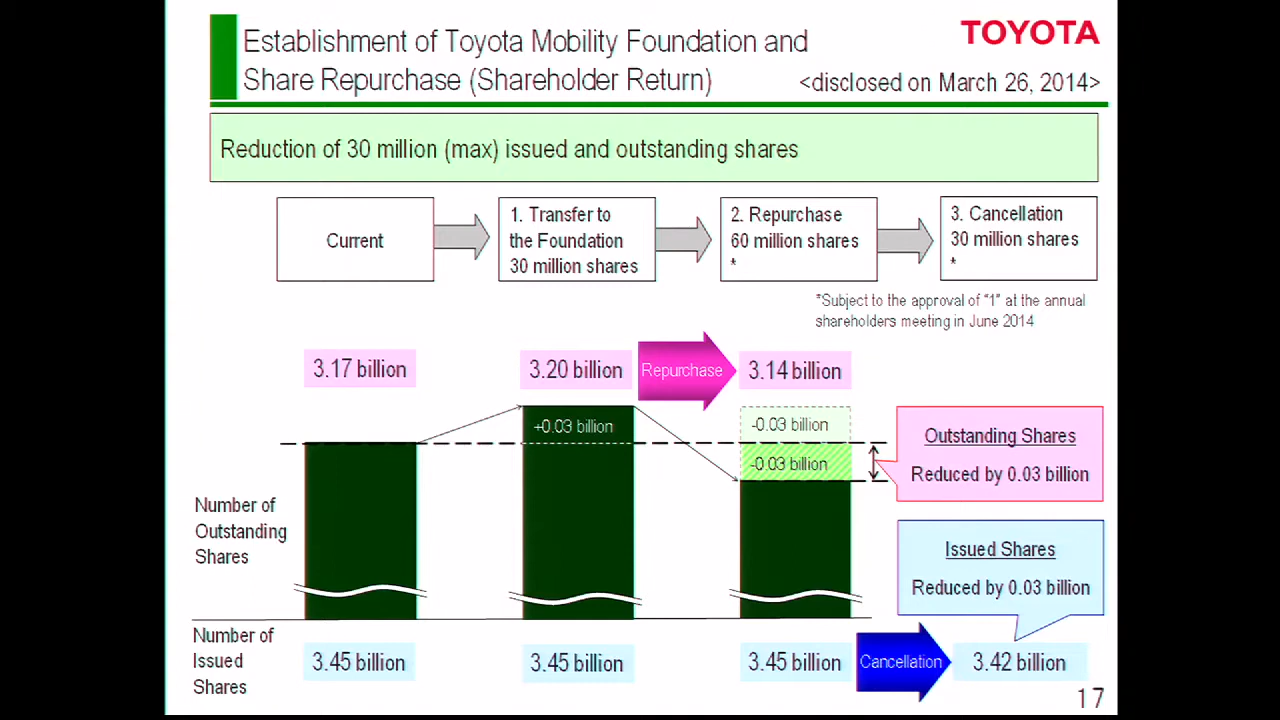 Establishment of Toyota Mobility Foundation and
Share Repurchase (Shareholder Return)
TOYOTA
<disclosed on March 26, 2014>
Reduction of 30 million (max) issued and outstanding shares
Current
1. Transfer to
the Foundation
30 million shares
2. Repurchase
60 million shares
*
3. Cancellation
30 million shares
*
*Subject to the approval of “1” at the annual
shareholders meeting in June 2014
3.17 billion
3.20 billion
Repurchase
3.14 billion
+0.03 billion
-0.03 billion
-0.03 billion
Outstanding Shares
Reduced by 0.03 billion
Number of
Outstanding
Shares
Issued Shares
Reduced by 0.03 billion
Number of
Issued
Shares
3.45 billion
3.45 billion
3.45 billion
Cancellation
3.42 billion
17